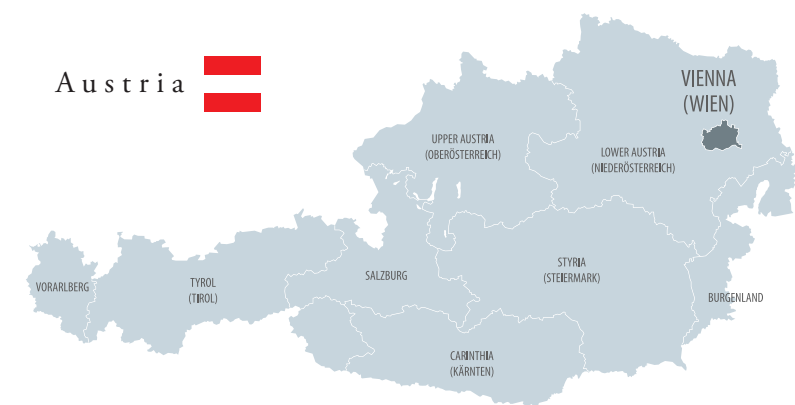 Austria
VIENNA
(WIEN)
UPPER AUSTRIA
(OBERÖSTERREICH)
LOWER AUSTRIA
(NIEDERÖSTERREICH)
VORARLBERG
TYROL
(TIROL)
SALZBURG
STYRIA
(STEIERMARK)
BURGENLAND
CARINTHIA
(KÄRNTEN)